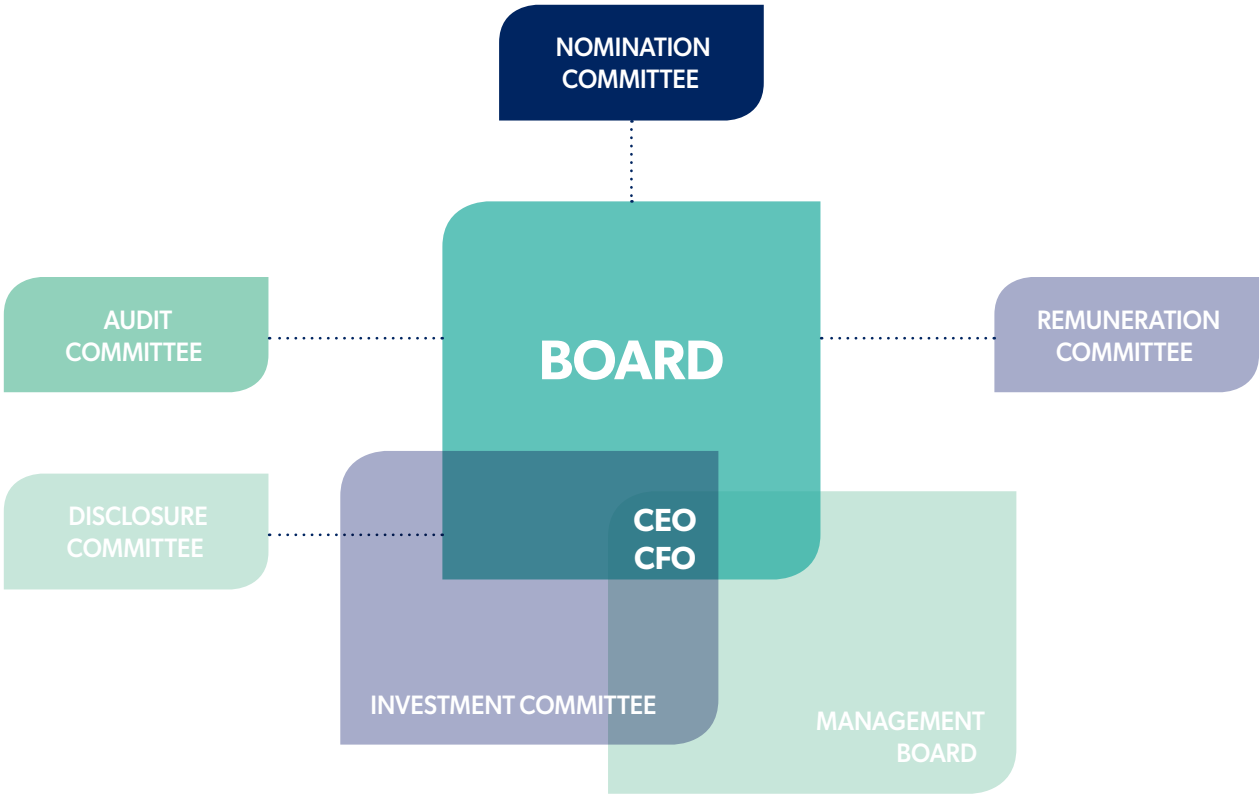 NOMINATION
COMMITTEE
AUDIT
COMMITTEE
BOARD
REMUNERATION
COMMITTEE
DISCLOSURE
COMMITTEE
CEO
CFO
INVESTMENT COMMITTEE
MANAGEMENT
BOARD